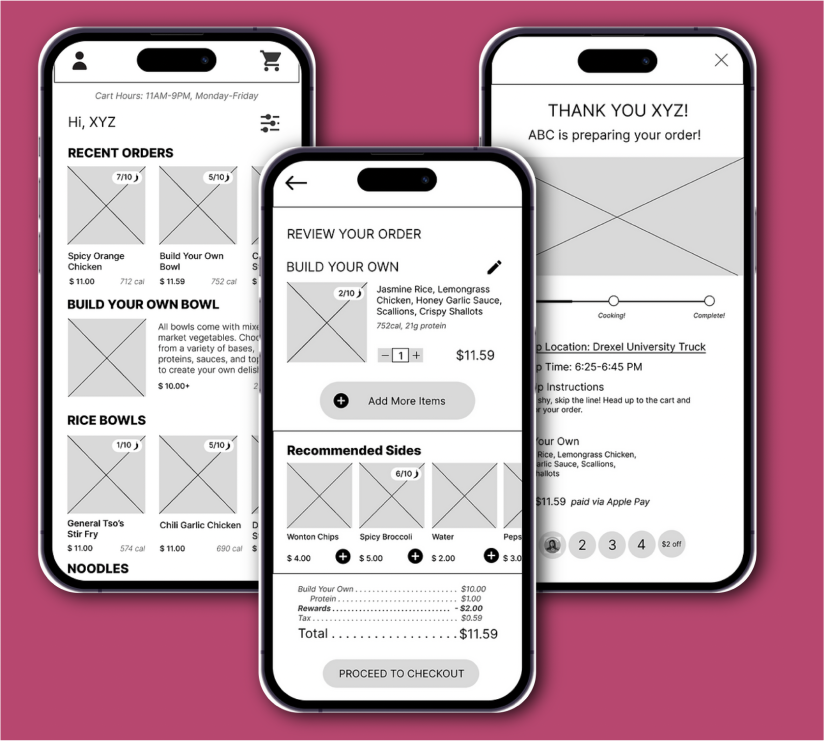 Cart Hours: 11AM-9PM, Monday-Friday
Hi, XYZ
RECENT ORDERS
7/10
5/10
Spicy Orange
Chicken
$ 11.00
712 cal
Build Your Own
Bowl
$ 11.59
752 cal
C
S
$
BUILD YOUR OWN BOWL
All bowls come with mixe
market vegetables. Choo
from a variety of bases,
proteins, sauces, and top
to create your own delis
$ 10.00+
2
RICE BOWLS
1/10
5/10
General Tso's
Stir Fry
$ 11.00
574 cal
Chili Garlic Chicken
$ 11.00
690 cal
D
S
$
NOODLES
REVIEW YOUR ORDER
BUILD YOUR OWN
2/10
Jasmine Rice, Lemongrass
Chicken, Honey Garlic Sauce,
Scallions, Crispy Shallots
752cal, 21g protein
− 1 +
$11.59
Add More Items
Recommended Sides
6/10
Wonton Chips
$ 4.00
Spicy Broccoli
$ 5.00
Water
$ 2.00
Peps
$ 3.0
Build Your Own . . . . . . . . . . . . . . . . . . . . . . . $10.00
Protein . . . . . . . . . . . . . . . . . . . . . . . . . . $1.00
Rewards . . . . . . . . . . . . . . . . . . . . . . . . . . . . - $2.00
Tax . . . . . . . . . . . . . . . . . . . . . . . . . . . . . . . . . $0.59
Total . . . . . . . . . . . . . . . . . . $11.59
PROCEED TO CHECKOUT
THANK YOU XYZ!
ABC is preparing your order!
Cooking!
Complete!
p Location: Drexel University Truck
p Time: 6:25-6:45 PM
p Instructions
shy, skip the line! Head up to the cart and
r your order.
our Own
Rice, Lemongrass Chicken,
arlic Sauce, Scallions,
hallots
$11.59 paid via Apple Pay
2
3
4
$2 off